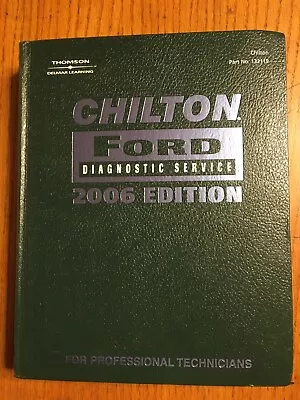 THOMSON
DELMAR LEARNING
Chilton
Part No.
CHILTON
FORD
DIAGNOSTIC SERVICE
2006 EDITION
FOR PROFESSIONAL TECHNICIANS